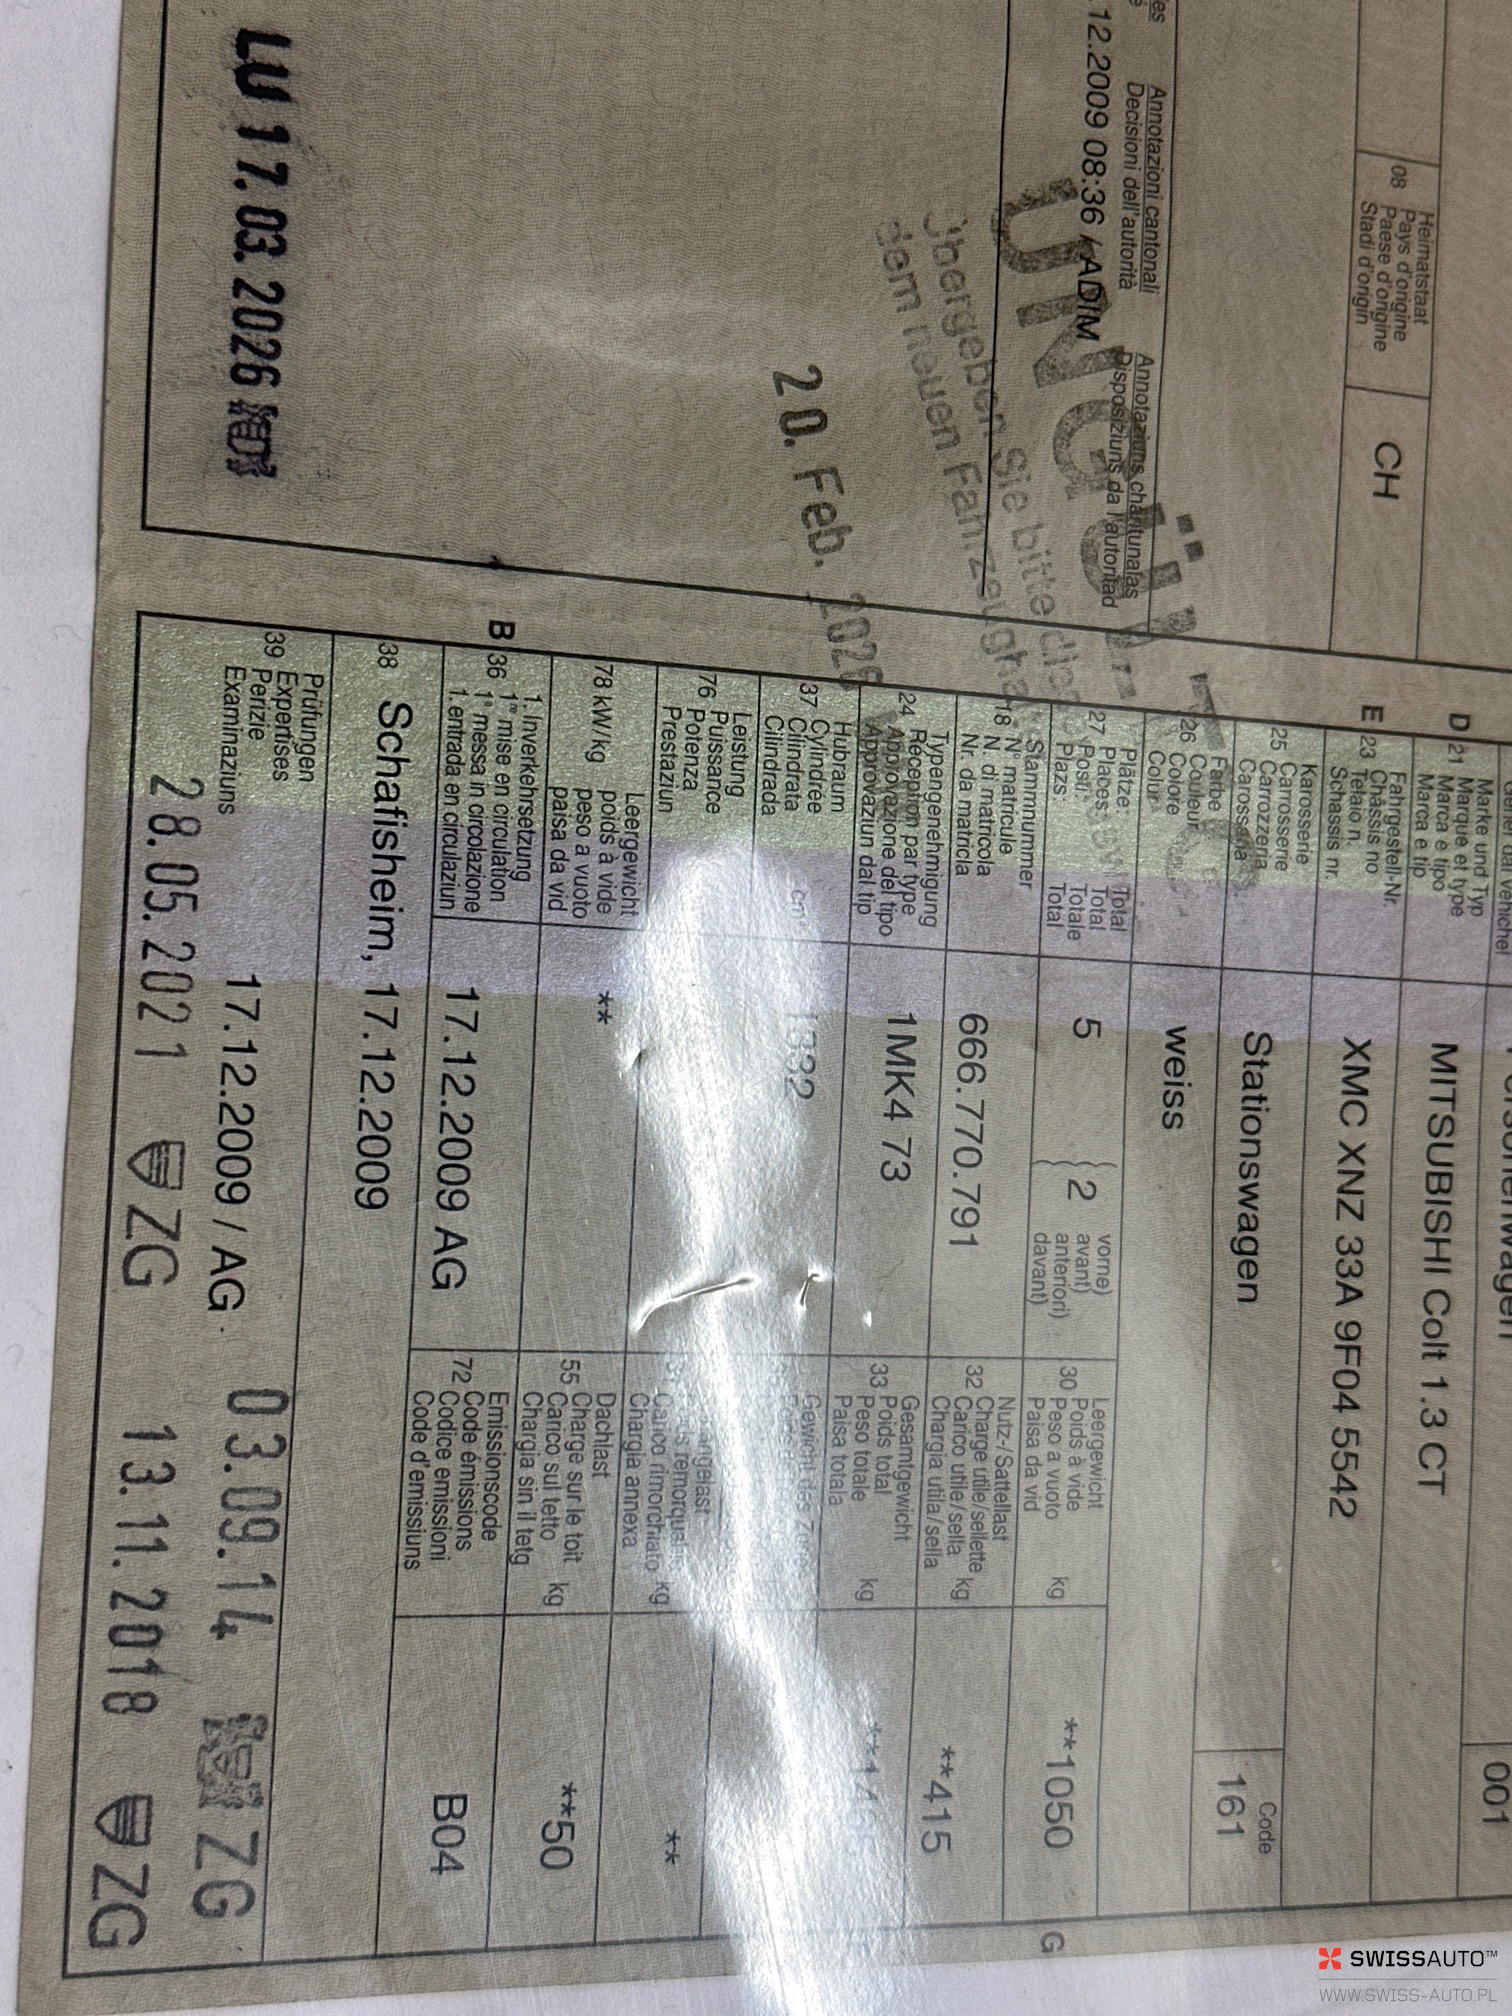 Heimatstaat
08 Pays d'origine
Paese d'origine
Stadi d'origin
CH
Annotazioni cantonali
Decisioni dell'autorità
Annotaziuns chantunalas
Disposiziuns da l'autoritad
12.2009 08:36 / ADIM
UNGÜ
Übergeben Sie bitte
dem neuen Fahrzeugha
20. Feb. 2026
LU 17.03.2026
001
D 21 Marke und Typ
Marque et type
Marca e tipo
Marca e tip
MITSUBISHI Colt 1.3 CT
E 23 Fahrgestell-Nr.
Châssis no
Telaio n.
Schassis nr.
XMC XNZ 33A 9F04 5542
25 Karosserie
Carrosserie
Carrozzeria
Carossaria
Stationswagen
Code
161
26 Farbe
Couleur
Colore
Colur
weiss
27 Plätze: Total
Places: Total
Posti: Totale
Plazs: Total
5 2 vorne)
avant)
anteriori)
davant)
30 Leergewicht
Poids à vide
Peso a vuoto
Paisa da vid kg
**1050
G
18 Stammnummer
N° matricule
N. di matricola
Nr. da matricla
666.770.791
32 Nutz-/Sattellast
Charge utile/sellette
Carico utile/sella
Chargia utila/sella kg
**415
24 Typengenehmigung
Réception par type
Approvazione del tipo
Approvaziun dal tip
1MK4 73
33 Gesamtgewicht
Poids total
Peso totale
Paisa totala kg
37 Hubraum
Cylindrée
Cilindrata
Cilindrada cm³
1332
76 Leistung
Puissance
Potenza
Prestaziun
Carico rimorchiato
Chargia annexa kg
**
78 kW/kg Leergewicht
poids à vide
peso a vuoto
paisa da vid
**
55 Dachlast
Charge sur le toit
Carico sul tetto
Chargia sin il tetg kg
**50
B 36 1. Inverkehrsetzung
1re mise en circulation
1a messa in circolazione
1. entrada en circulaziun
17.12.2009 AG
72 Emissionscode
Code émissions
Codice emissioni
Code d'emissiuns
B04
38 Schafisheim, 17.12.2009
39 Prüfungen
Expertises
Perizie
Examinaziuns
17.12.2009 / AG
03.09.14 ZG
28.05.2021 ZG
13.11.2018 ZG
SWISSAUTO™
WWW.SWISS-AUTO.PL